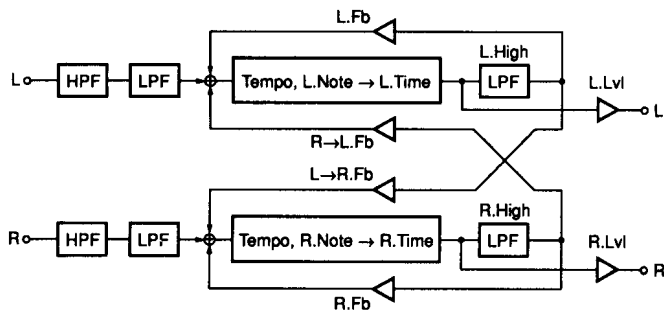 L.Fb
L.High
L HPF LPF Tempo, L.Note → L.Time LPF L.Lvl
L
R→L.Fb
L→R.Fb
R.High
R HPF LPF Tempo, R.Note → R.Time LPF R.Lvl
R
R.Fb